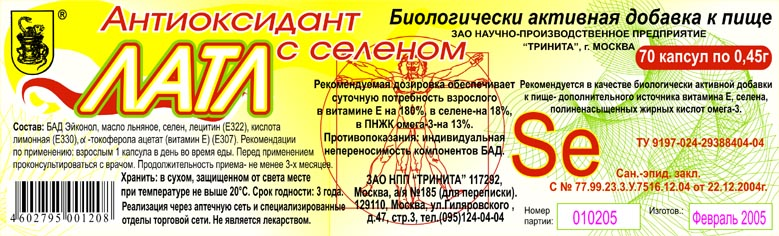 ®
Антиоксидант
с селеном
ЛАТЛ
Биологически активная добавка к пище
ЗАО НАУЧНО-ПРОИЗВОДСТВЕННОЕ ПРЕДПРИЯТИЕ
“ТРИНИТА”, г. МОСКВА
70 капсул по 0,45г
Состав: БАД Эйконол, масло льняное, селен, лецитин (Е322), кислота
лимонная (Е330), α -токоферола ацетат (витамин Е) (Е307). Рекомендации
по применению: взрослым 1 капсула в день во время еды. Перед применением
проконсультироваться с врачом. Продолжительность приема- не менее 3-х месяцев.
Хранить: в сухом, защищенном от света месте
при температуре не выше 20°С. Срок годности: 3 года.
Реализация через аптечную сеть и специализированные
отделы торговой сети. Не является лекарством.
4602795001208
Рекомендуемая дозировка обеспечивает
суточную потребность взрослого
в витамине Е на 180%, в селене-на 18%,
в ПНЖК омега-3-на 13%.
Противопоказания: индивидуальная
непереносимость компонентов БАД.
ЗАО НПП “ТРИНИТА” 117292,
Москва, а/я №185 (для переписки).
129110, Москва, ул.Гиляровского ,
д.47, стр.3, тел.(095)124-04-04
Рекомендуется в качестве биологически активной добавки
к пище- дополнительного источника витамина Е, селена,
полиненасыщенных жирных кислот омега-3.
Se
ТУ 9197-024-29388404-04
Сан.-эпид. закл.
С № 77.99.23.3.У.7516.12.04 от 22.12.2004г.
Номер партии:
010205
Изготов.:
Февраль 2005